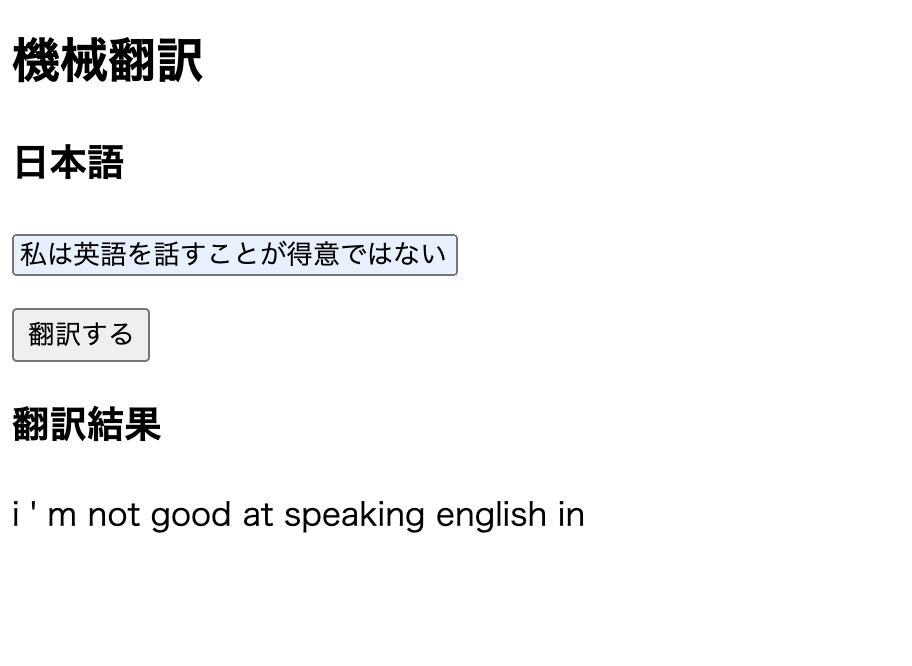 機械翻訳
日本語
私は英語を話すことが得意ではない
翻訳する
翻訳結果
i ' m not good at speaking english in